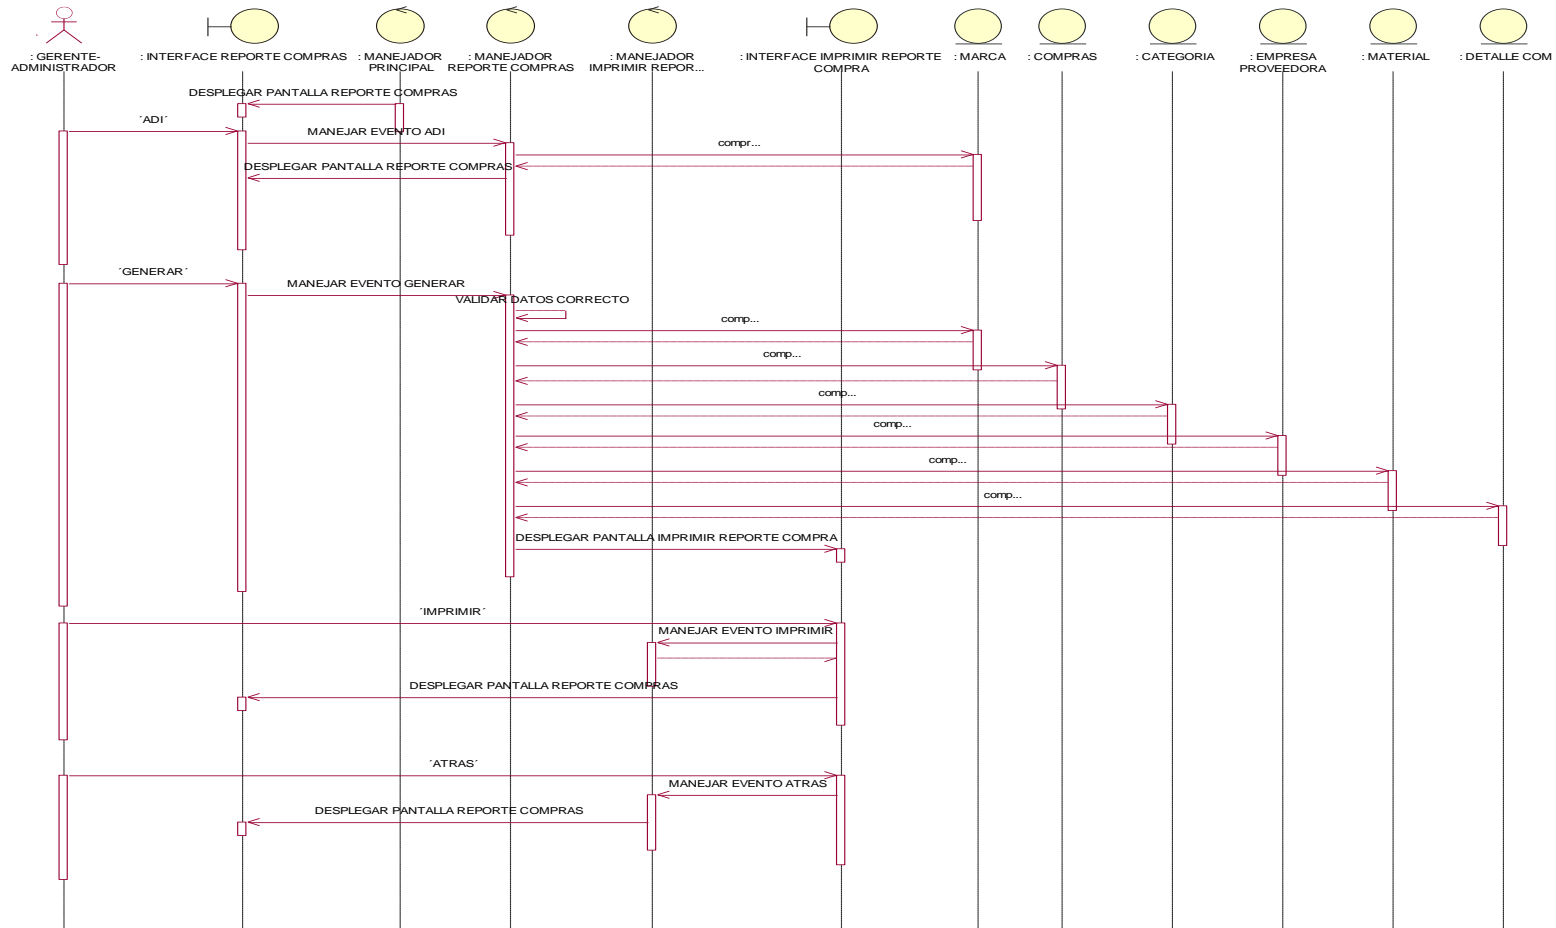 : GERENTE-
ADMINISTRADOR
: INTERFACE REPORTE COMPRAS
: MANEJADOR
PRINCIPAL
: MANEJADOR
REPORTE COMPRAS
: MANEJADOR
IMPRIMIR REPOR...
: INTERFACE IMPRIMIR REPORTE
COMPRA
: MARCA
: COMPRAS
: CATEGORIA
: EMPRESA
PROVEEDORA
: MATERIAL
: DETALLE COM
DESPLEGAR PANTALLA REPORTE COMPRAS
´ADI´
MANEJAR EVENTO ADI
compr...
DESPLEGAR PANTALLA REPORTE COMPRAS
´GENERAR´
MANEJAR EVENTO GENERAR
VALIDAR DATOS CORRECTO
comp...
comp...
comp...
comp...
comp...
comp...
DESPLEGAR PANTALLA IMPRIMIR REPORTE COMPRA
´IMPRIMIR´
MANEJAR EVENTO IMPRIMIR
DESPLEGAR PANTALLA REPORTE COMPRAS
´ATRAS´
MANEJAR EVENTO ATRAS
DESPLEGAR PANTALLA REPORTE COMPRAS